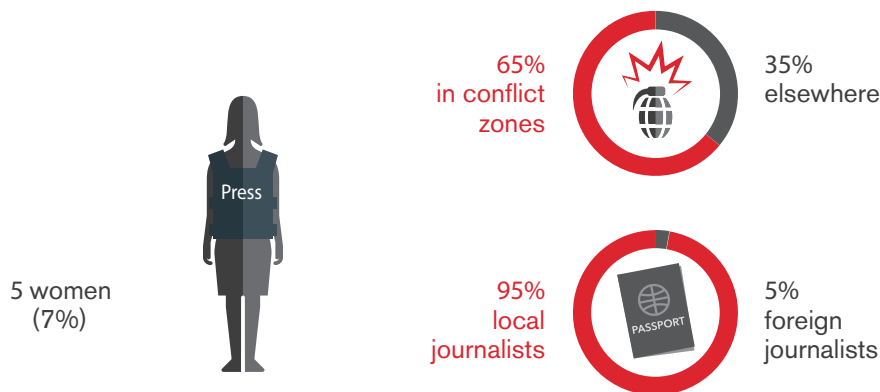 65%
in conflict
zones
35%
elsewhere
Press
5 women
(7%)
95%
local
journalists
PASSPORT
5%
foreign
journalists